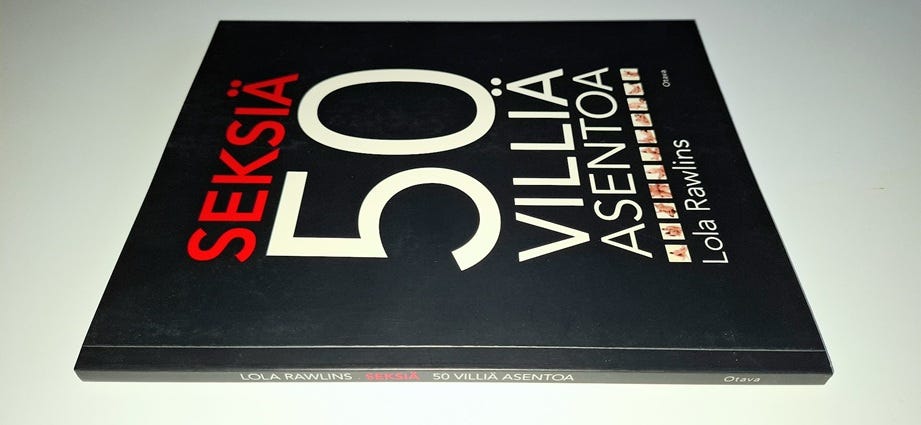 SEKSIÄ
50
VILLIÄ
ASENTOA
Lola Rawlins
Otava
LOLA RAWLINS . SEKSIÄ 50 VILLIÄ ASENTOA Otava